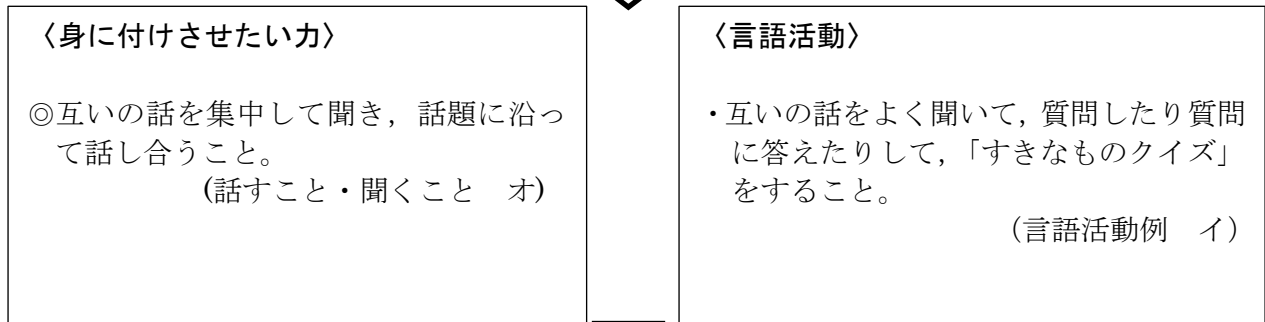 〈身に付けさせたい力〉
◎互いの話を集中して聞き，話題に沿っ
て話し合うこと。
(話すこと・聞くこと　オ)
〈言語活動〉
・互いの話をよく聞いて，質問したり質問
に答えたりして，「すきなものクイズ」
をすること。
（言語活動例　イ）